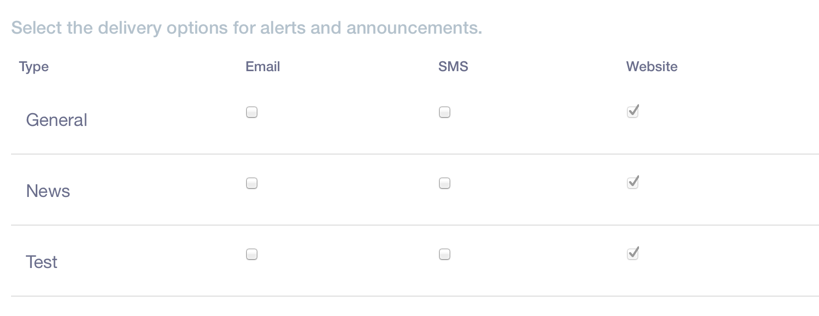 Select the delivery options for alerts and announcements.
Type Email SMS Website
General
News
Test